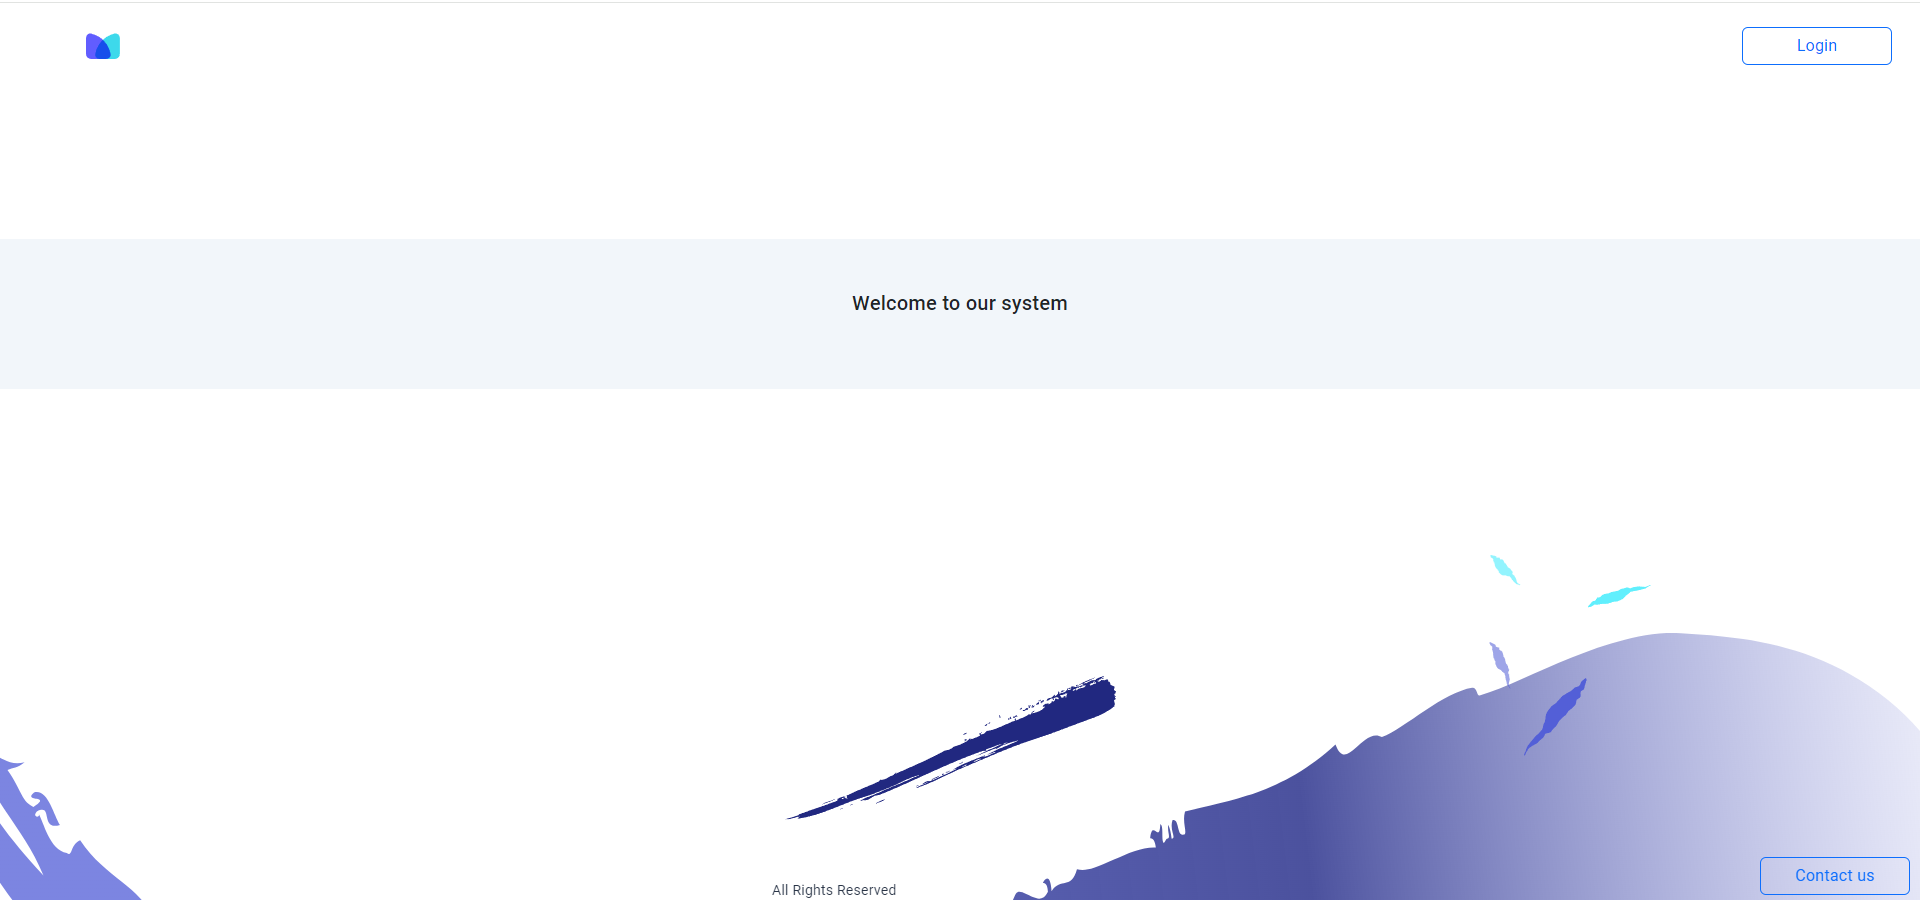 Login
Welcome to our system
All Rights Reserved
Contact us